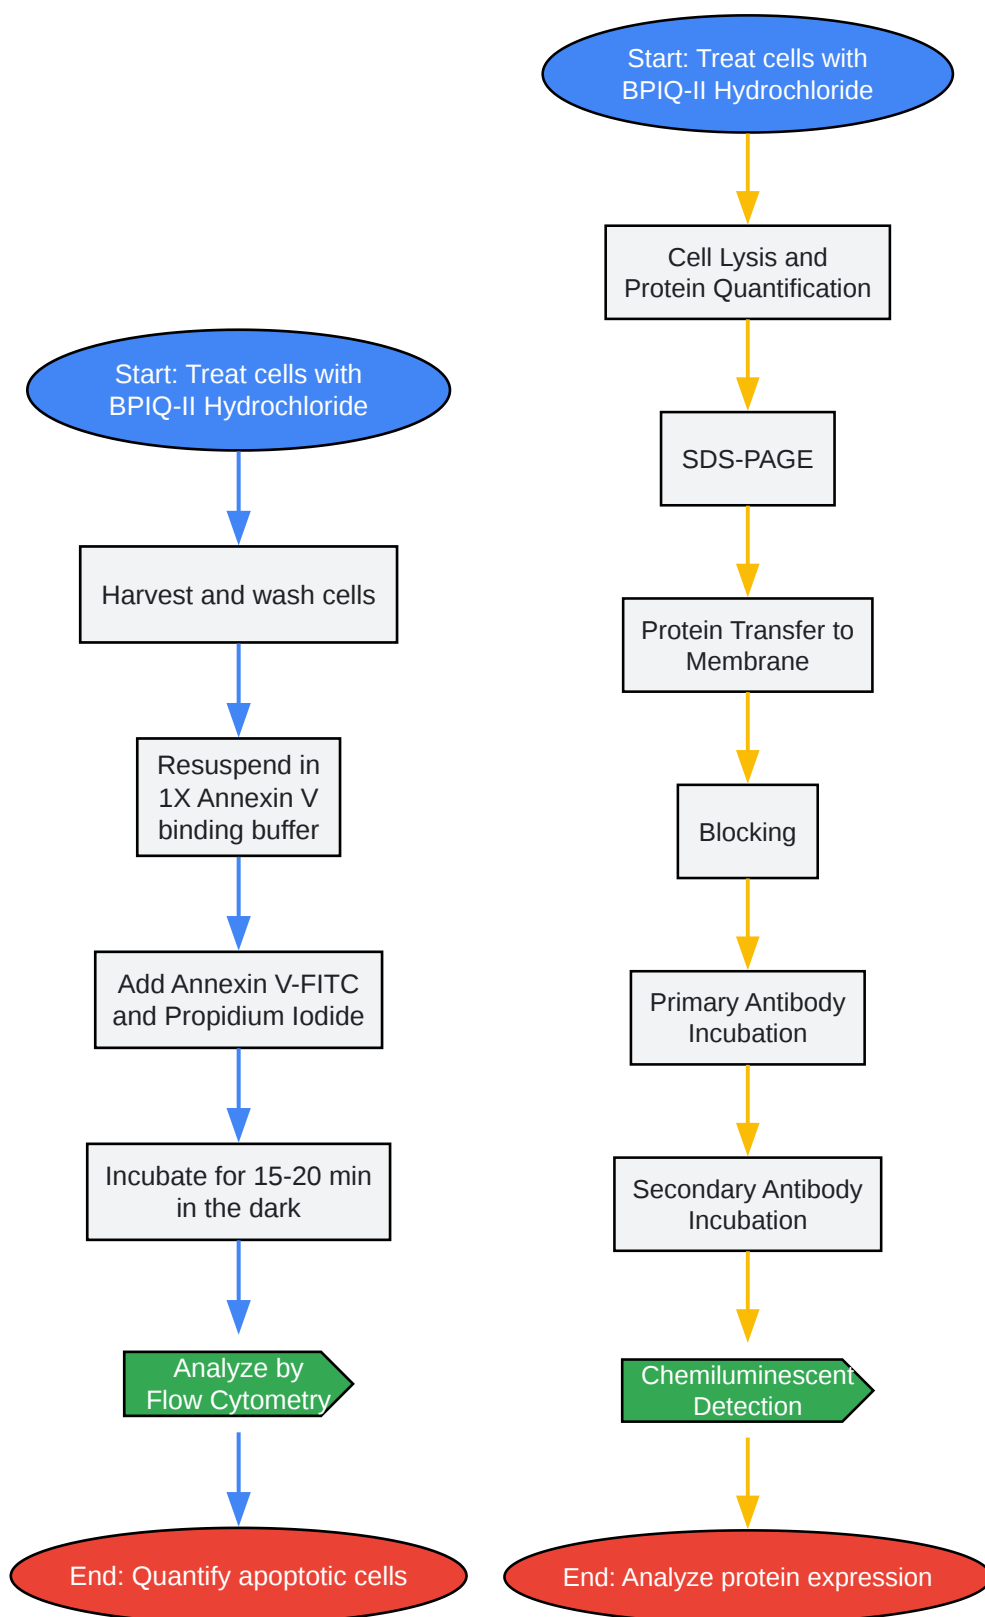 Start: Treat cells with
BPIQ-II Hydrochloride
Harvest and wash cells
Resuspend in
1X Annexin V
binding buffer
Add Annexin V-FITC
and Propidium Iodide
Incubate for 15-20 min
in the dark
Analyze by
Flow Cytometry
End: Quantify apoptotic cells
Start: Treat cells with
BPIQ-II Hydrochloride
Cell Lysis and
Protein Quantification
SDS-PAGE
Protein Transfer to
Membrane
Blocking
Primary Antibody
Incubation
Secondary Antibody
Incubation
Chemiluminescent
Detection
End: Analyze protein expression